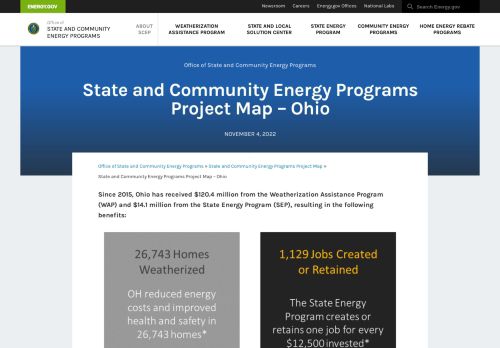 ENERGY.GOV
Newsroom Careers Energy.gov Offices National Labs Search Energy.gov
Office of
STATE AND COMMUNITY
ENERGY PROGRAMS
ABOUT
SCEP
WEATHERIZATION
ASSISTANCE PROGRAM
STATE AND LOCAL
SOLUTION CENTER
STATE ENERGY
PROGRAM
COMMUNITY ENERGY
PROGRAMS
HOME ENERGY REBATE
PROGRAMS
Office of State and Community Energy Programs
State and Community Energy Programs
Project Map – Ohio
NOVEMBER 4, 2022
Office of State and Community Energy Programs » State and Community Energy Programs Project Map »
State and Community Energy Programs Project Map – Ohio
Since 2015, Ohio has received $120.4 million from the Weatherization Assistance Program
(WAP) and $14.1 million from the State Energy Program (SEP), resulting in the following
benefits:
26,743 Homes
Weatherized
OH reduced energy
costs and improved
health and safety in
26,743 homes*
1,129 Jobs Created
or Retained
The State Energy
Program creates or
retains one job for every
$12,500 invested*